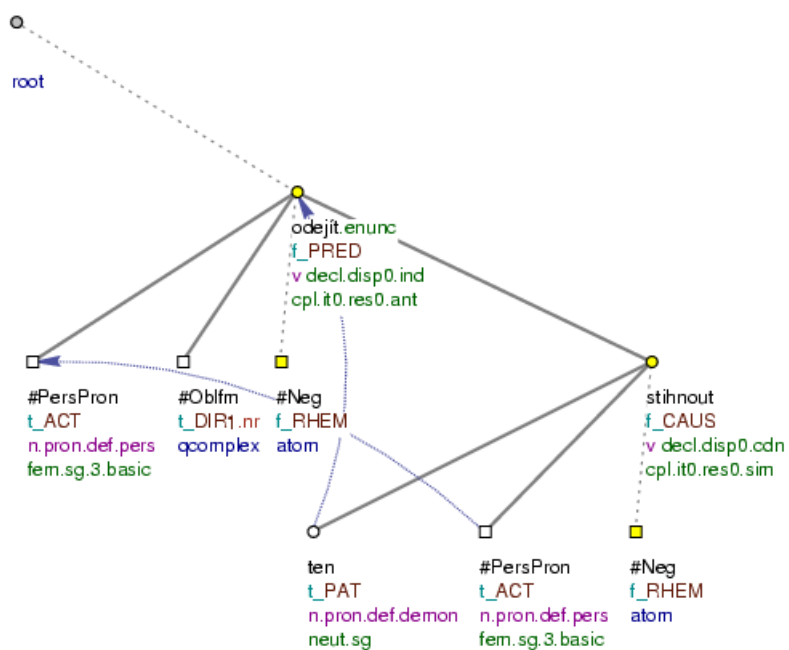 root
odejít.enunc
f_PRED
v decl.disp0.ind
cpl.it0.res0.ant
#PersPron
t_ACT
n.pron.def.pers
fem.sg.3.basic
#Oblfm
t_DIR1.nr
qcomplex
#Neg
f_RHEM
atom
stihnout
f_CAUS
v decl.disp0.cdn
cpl.it0.res0.sim
ten
t_PAT
n.pron.def.demon
neut.sg
#PersPron
t_ACT
n.pron.def.pers
fem.sg.3.basic
#Neg
f_RHEM
atom